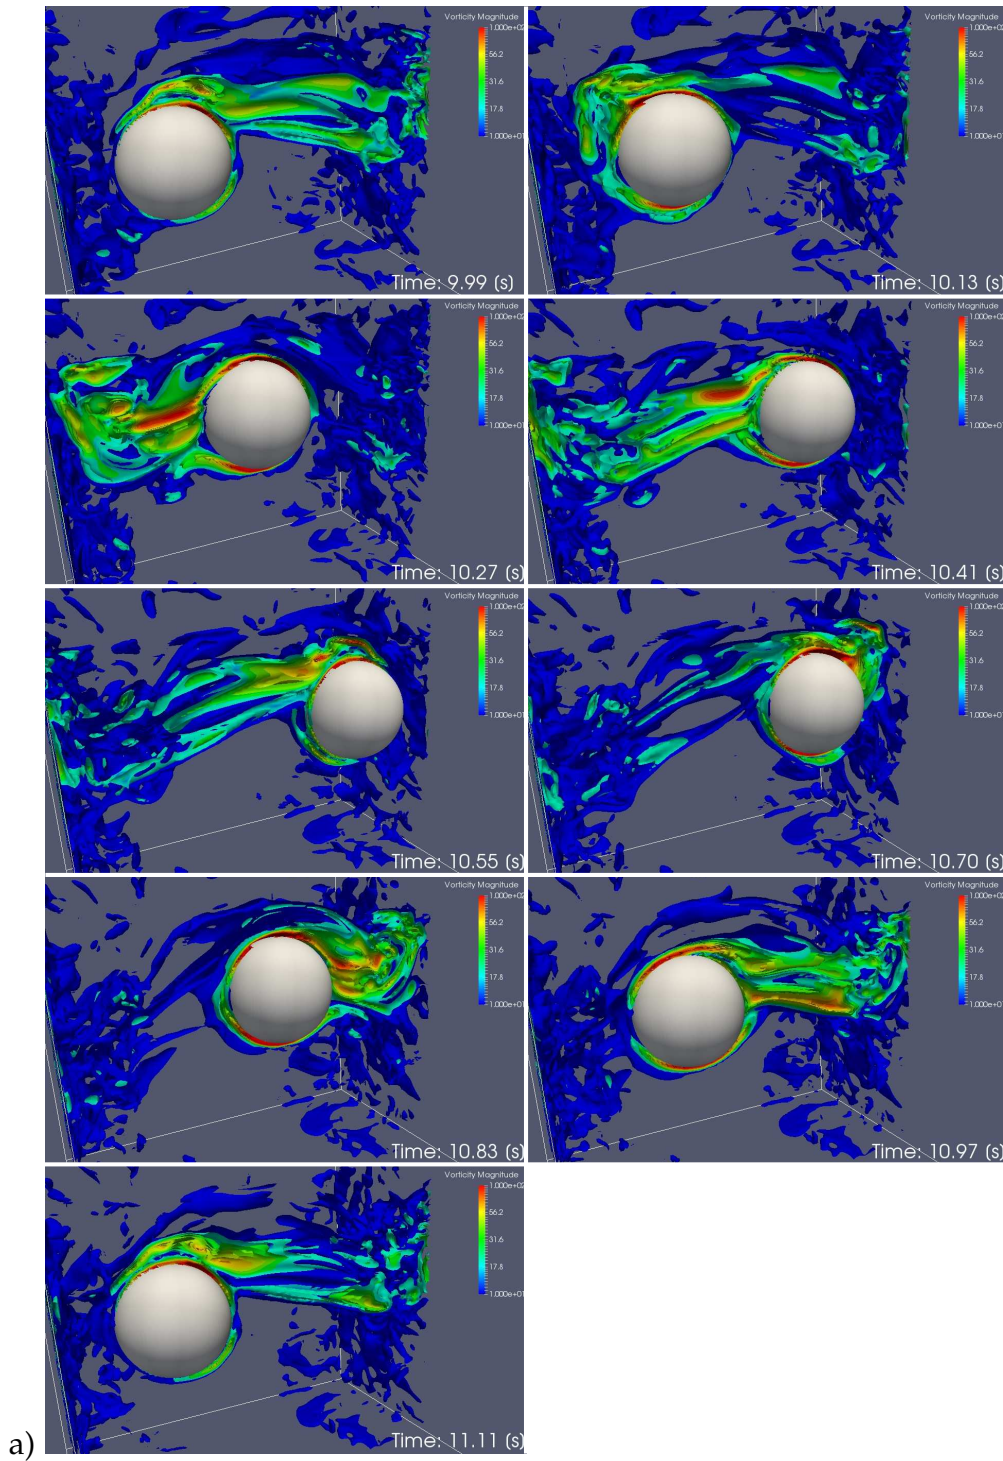 Vorticity Magnitude
1.000e+02
56.2
31.6
17.8
1.000e+01
Time: 9.99 (s)
Vorticity Magnitude
1.000e+02
56.2
31.6
17.8
1.000e+01
Time: 10.13 (s)
Vorticity Magnitude
1.000e+02
56.2
31.6
17.8
1.000e+01
Time: 10.27 (s)
Vorticity Magnitude
1.000e+02
56.2
31.6
17.8
1.000e+01
Time: 10.41 (s)
Vorticity Magnitude
1.000e+02
56.2
31.6
17.8
1.000e+01
Time: 10.55 (s)
Vorticity Magnitude
1.000e+02
56.2
31.6
17.8
1.000e+01
Time: 10.70 (s)
Vorticity Magnitude
1.000e+02
56.2
31.6
17.8
1.000e+01
Time: 10.83 (s)
Vorticity Magnitude
1.000e+02
56.2
31.6
17.8
1.000e+01
Time: 10.97 (s)
Vorticity Magnitude
1.000e+02
56.2
31.6
17.8
1.000e+01
Time: 11.11 (s)
a)